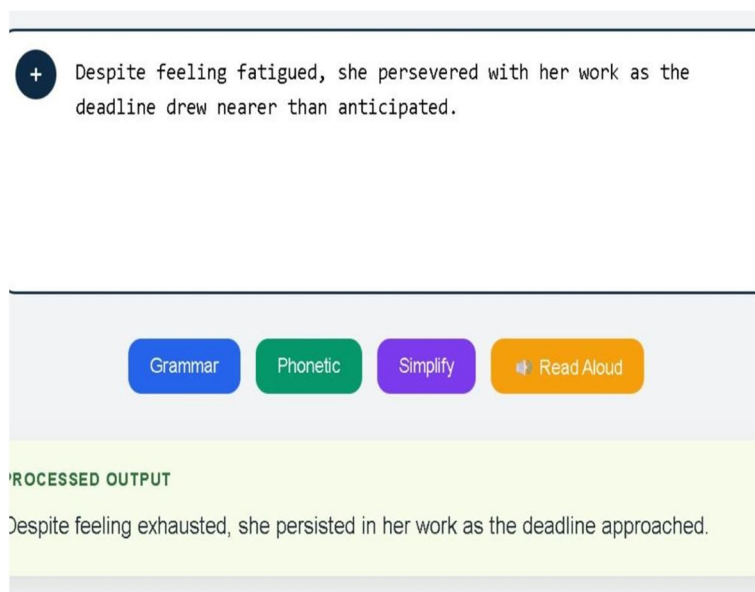 +
Despite feeling fatigued, she persevered with her work as the
deadline drew nearer than anticipated.
Grammar Phonetic Simplify Read Aloud
PROCESSED OUTPUT
Despite feeling exhausted, she persisted in her work as the deadline approached.